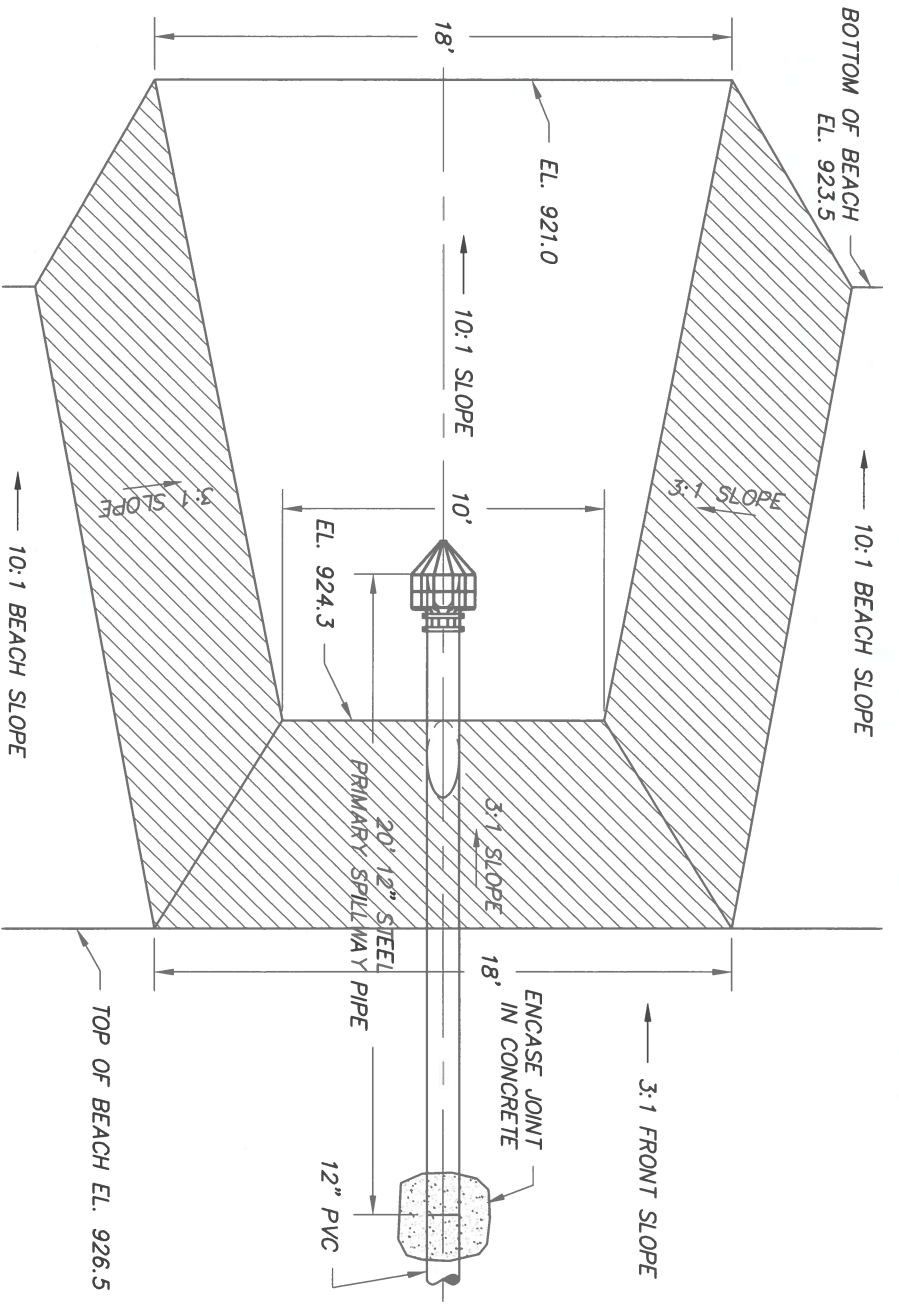 BOTTOM OF BEACH
EL. 923.5
10:1 BEACH SLOPE
3:1 FRONT SLOPE
3:1 SLOPE
18'
EL. 921.0
10:1 SLOPE
10'
EL. 924.3
3:1 SLOPE
20' 12" STEEL
PRIMARY SPILLWAY PIPE
18'
ENCASE JOINT
IN CONCRETE
12" PVC
3:1 SLOPE
10:1 BEACH SLOPE
TOP OF BEACH EL. 926.5